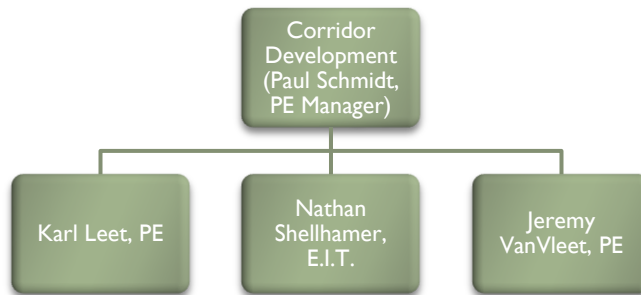 Corridor
Development
(Paul Schmidt,
PE Manager)
Karl Leet, PE
Nathan
Shellhamer,
E.I.T.
Jeremy
VanVleet, PE